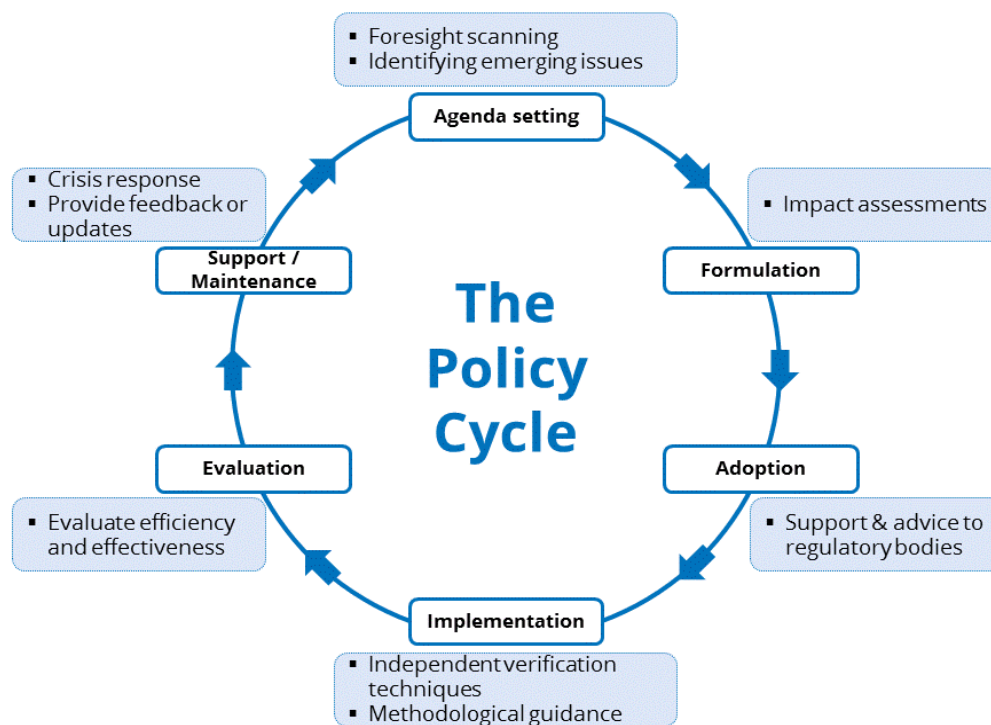 ▪ Foresight scanning
▪ Identifying emerging issues
Agenda setting
▪ Crisis response
▪ Provide feedback or
updates
Support /
Maintenance
▪ Impact assessments
Formulation
The
Policy
Cycle
Evaluation
▪ Evaluate efficiency
and effectiveness
Adoption
▪ Support & advice to
regulatory bodies
Implementation
▪ Independent verification
techniques
▪ Methodological guidance